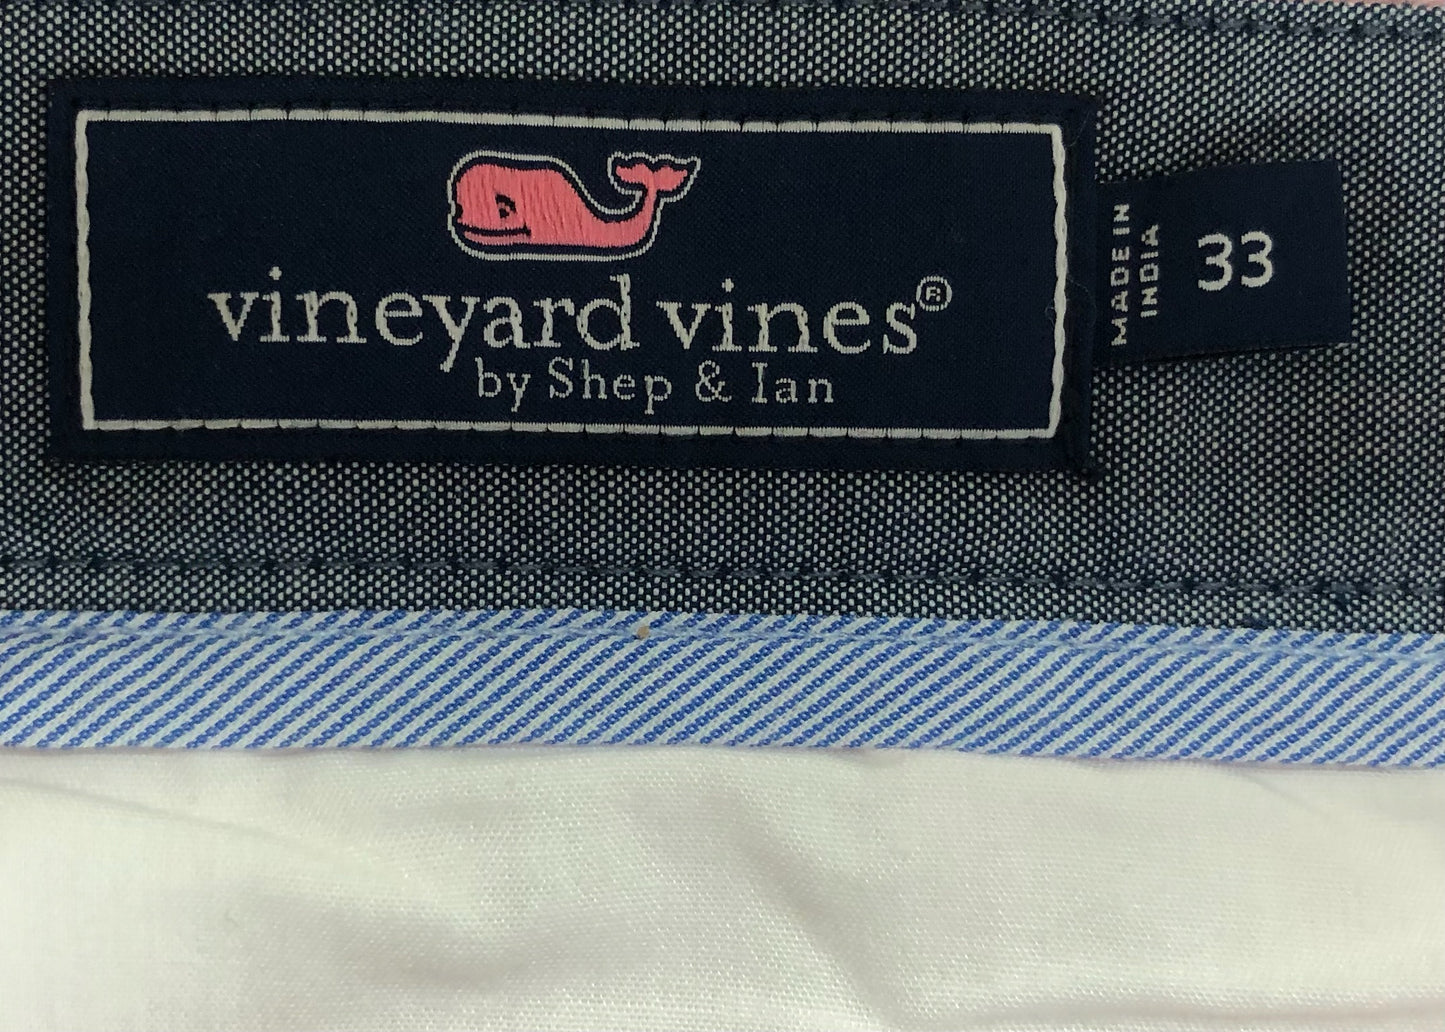 vineyard vines®
by Shep & Ian
MADE IN
INDIA
33